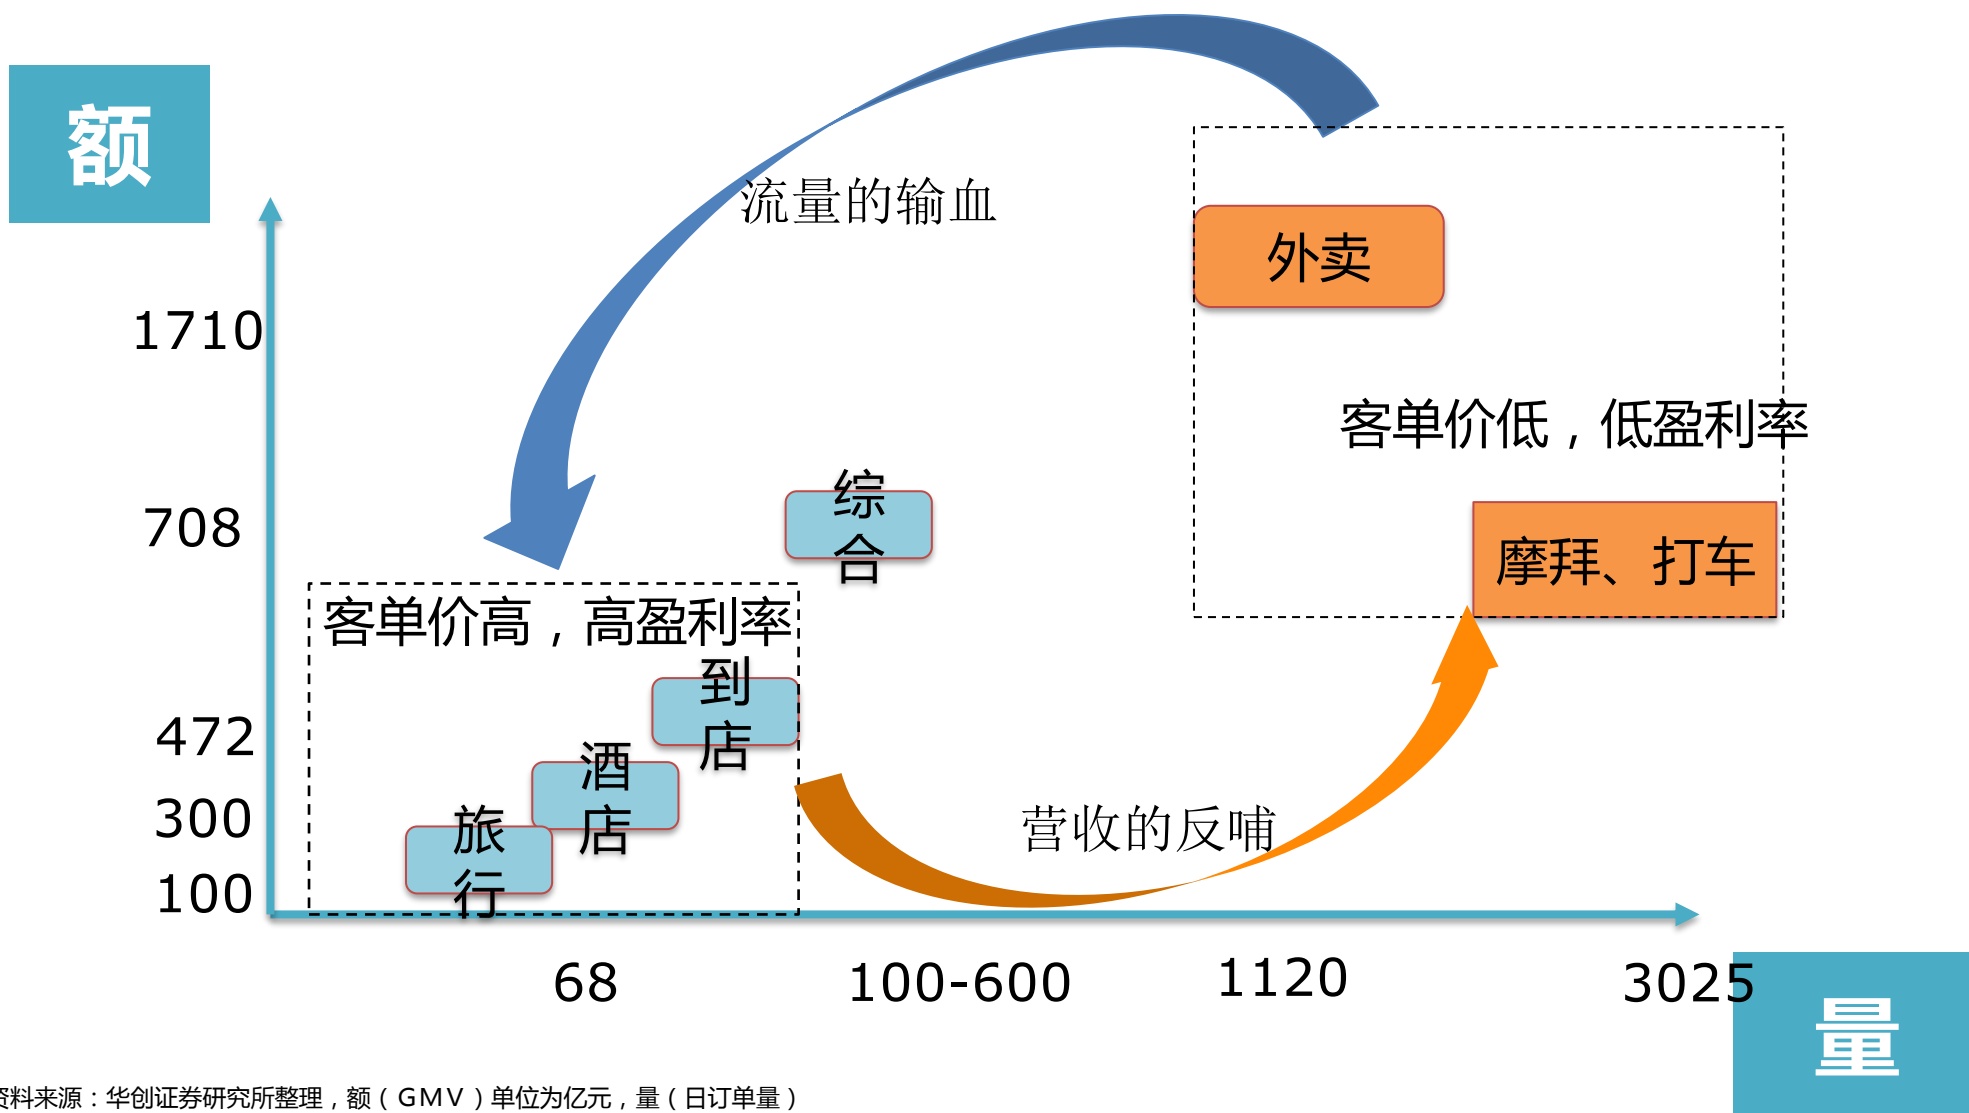 额
流量的输血
外卖
1710
客单价低，低盈利率
综
合
708
摩拜、打车
客单价高，高盈利率
到
店
472
酒
店
300
旅
行
营收的反哺
100
68
100-600
1120
3025
量
资料来源：华创证券研究所整理，额（GMV）单位为亿元，量（日订单量）